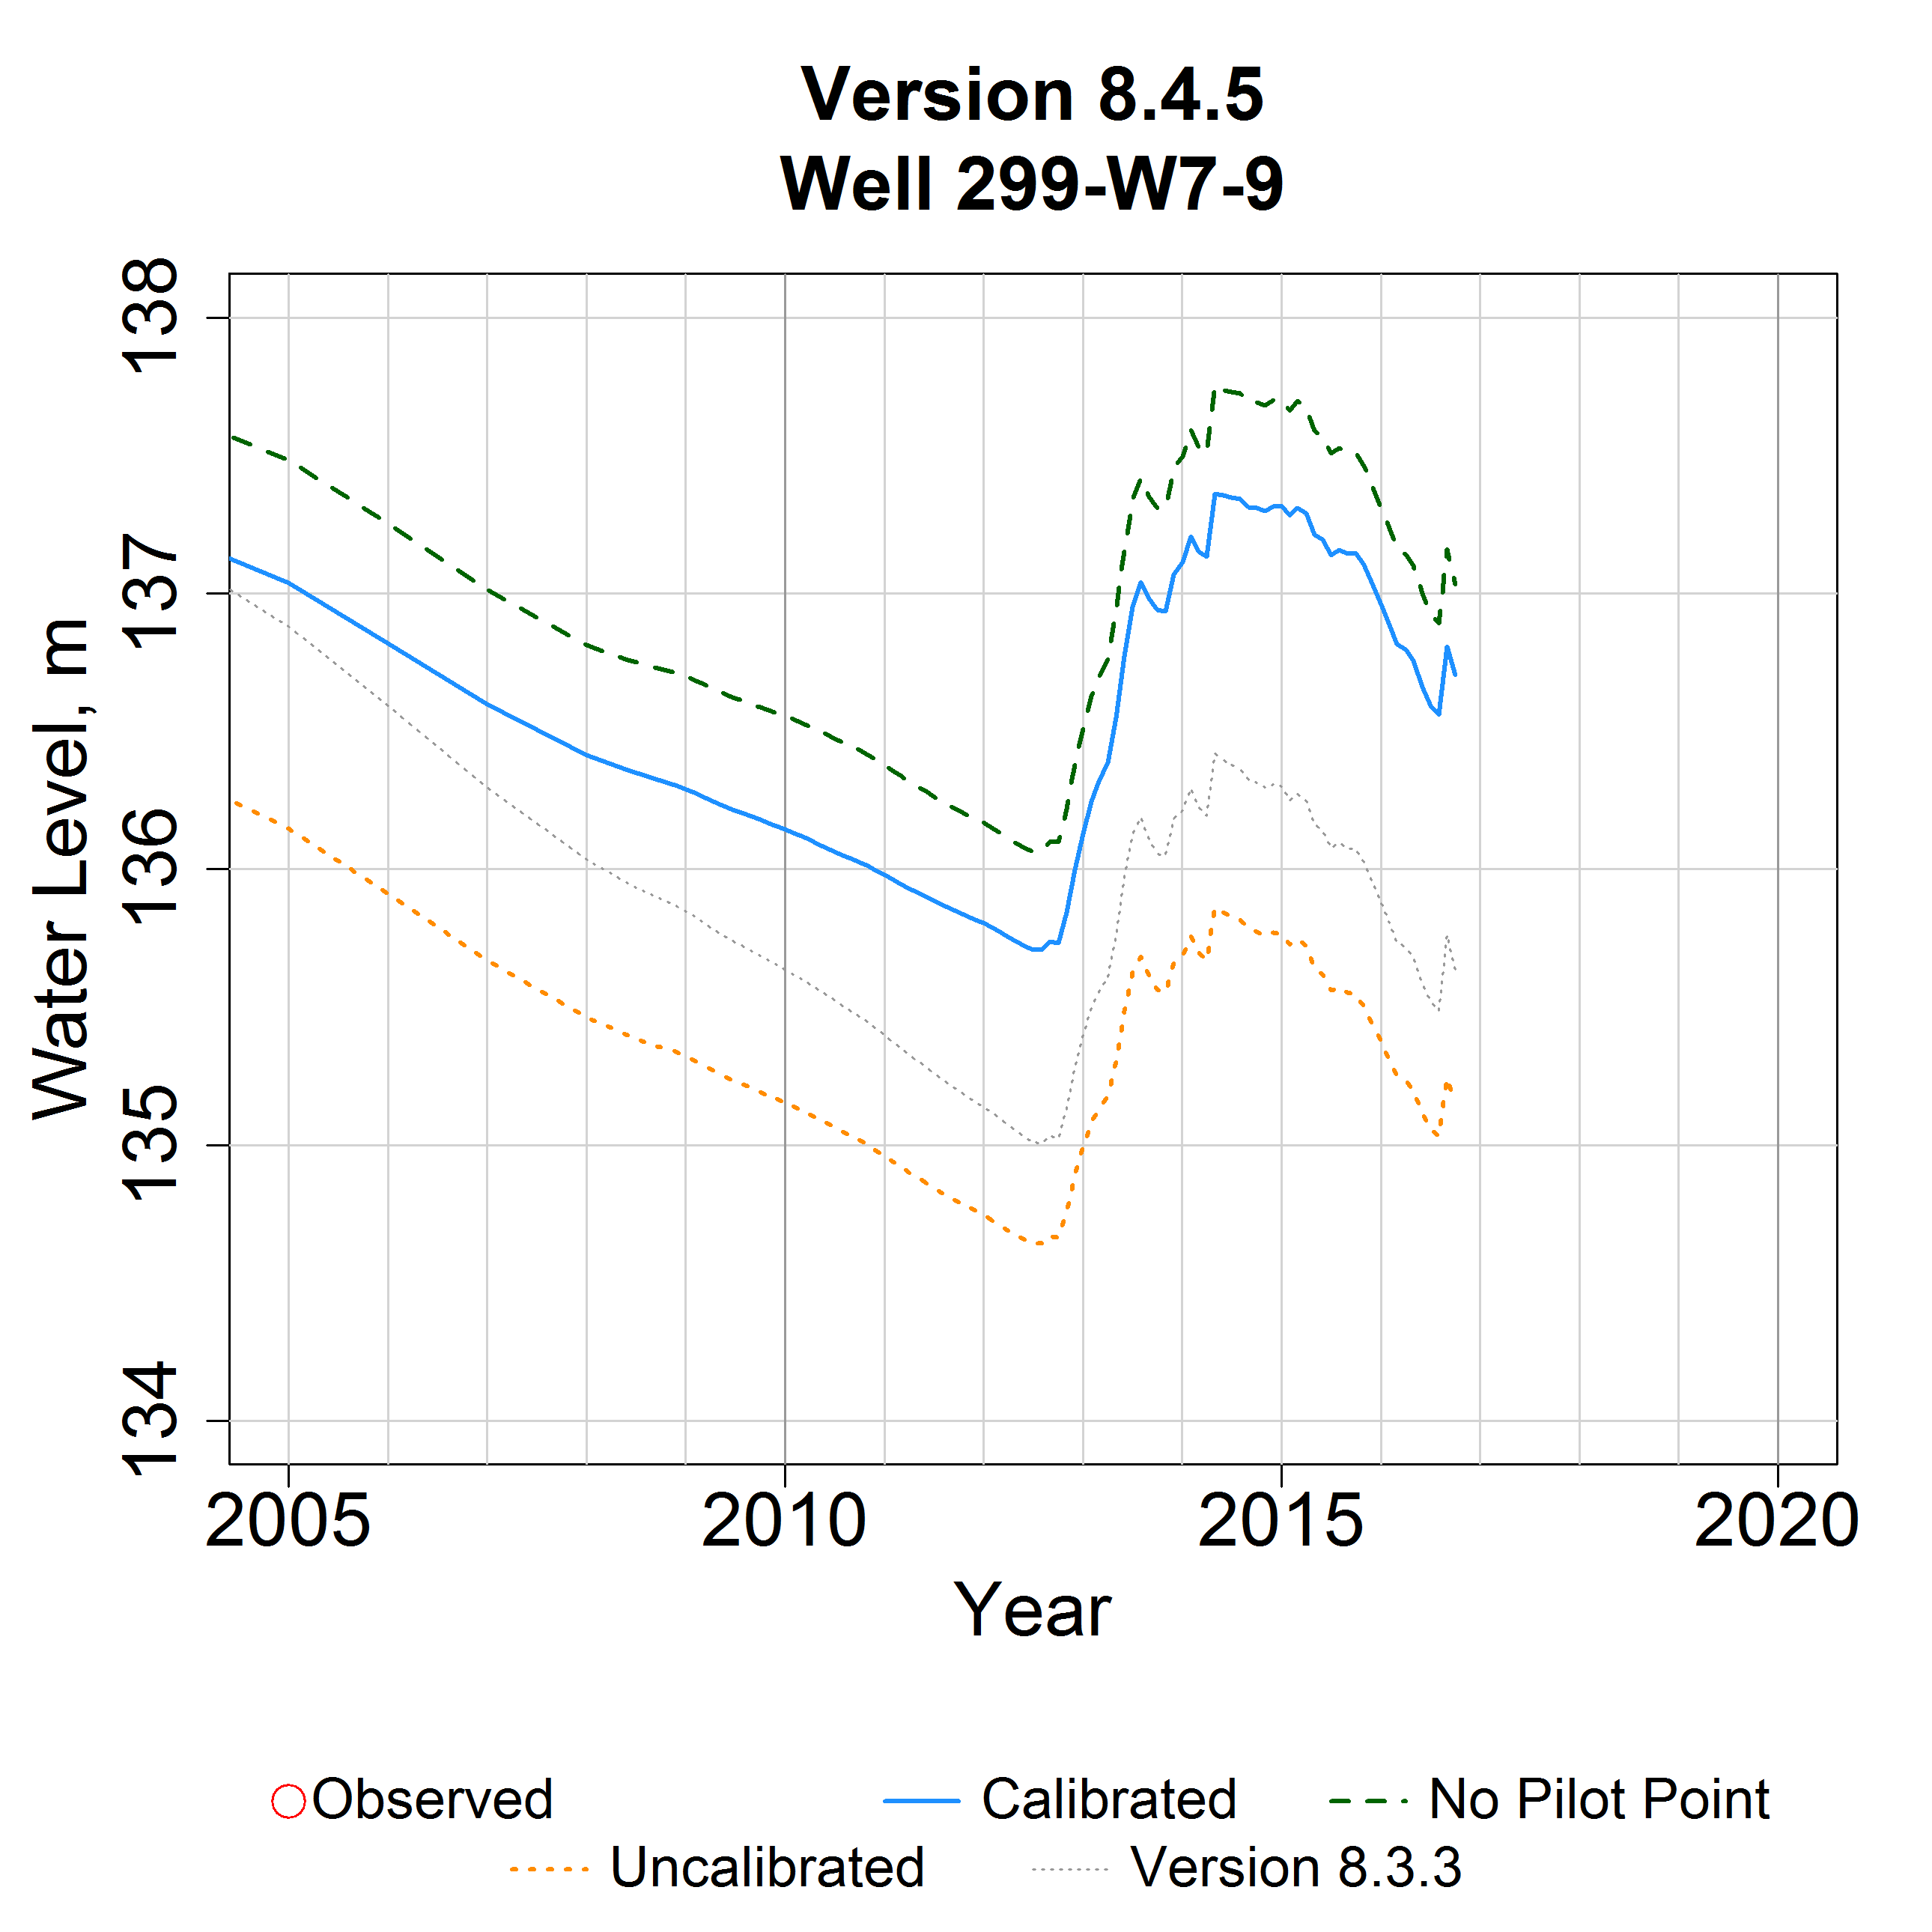 Version 8.4.5
Well 299-W7-9
138
137
136
135
134
Water Level, m
2005 2010 2015 2020
Year
Observed Calibrated No Pilot Point
Uncalibrated Version 8.3.3